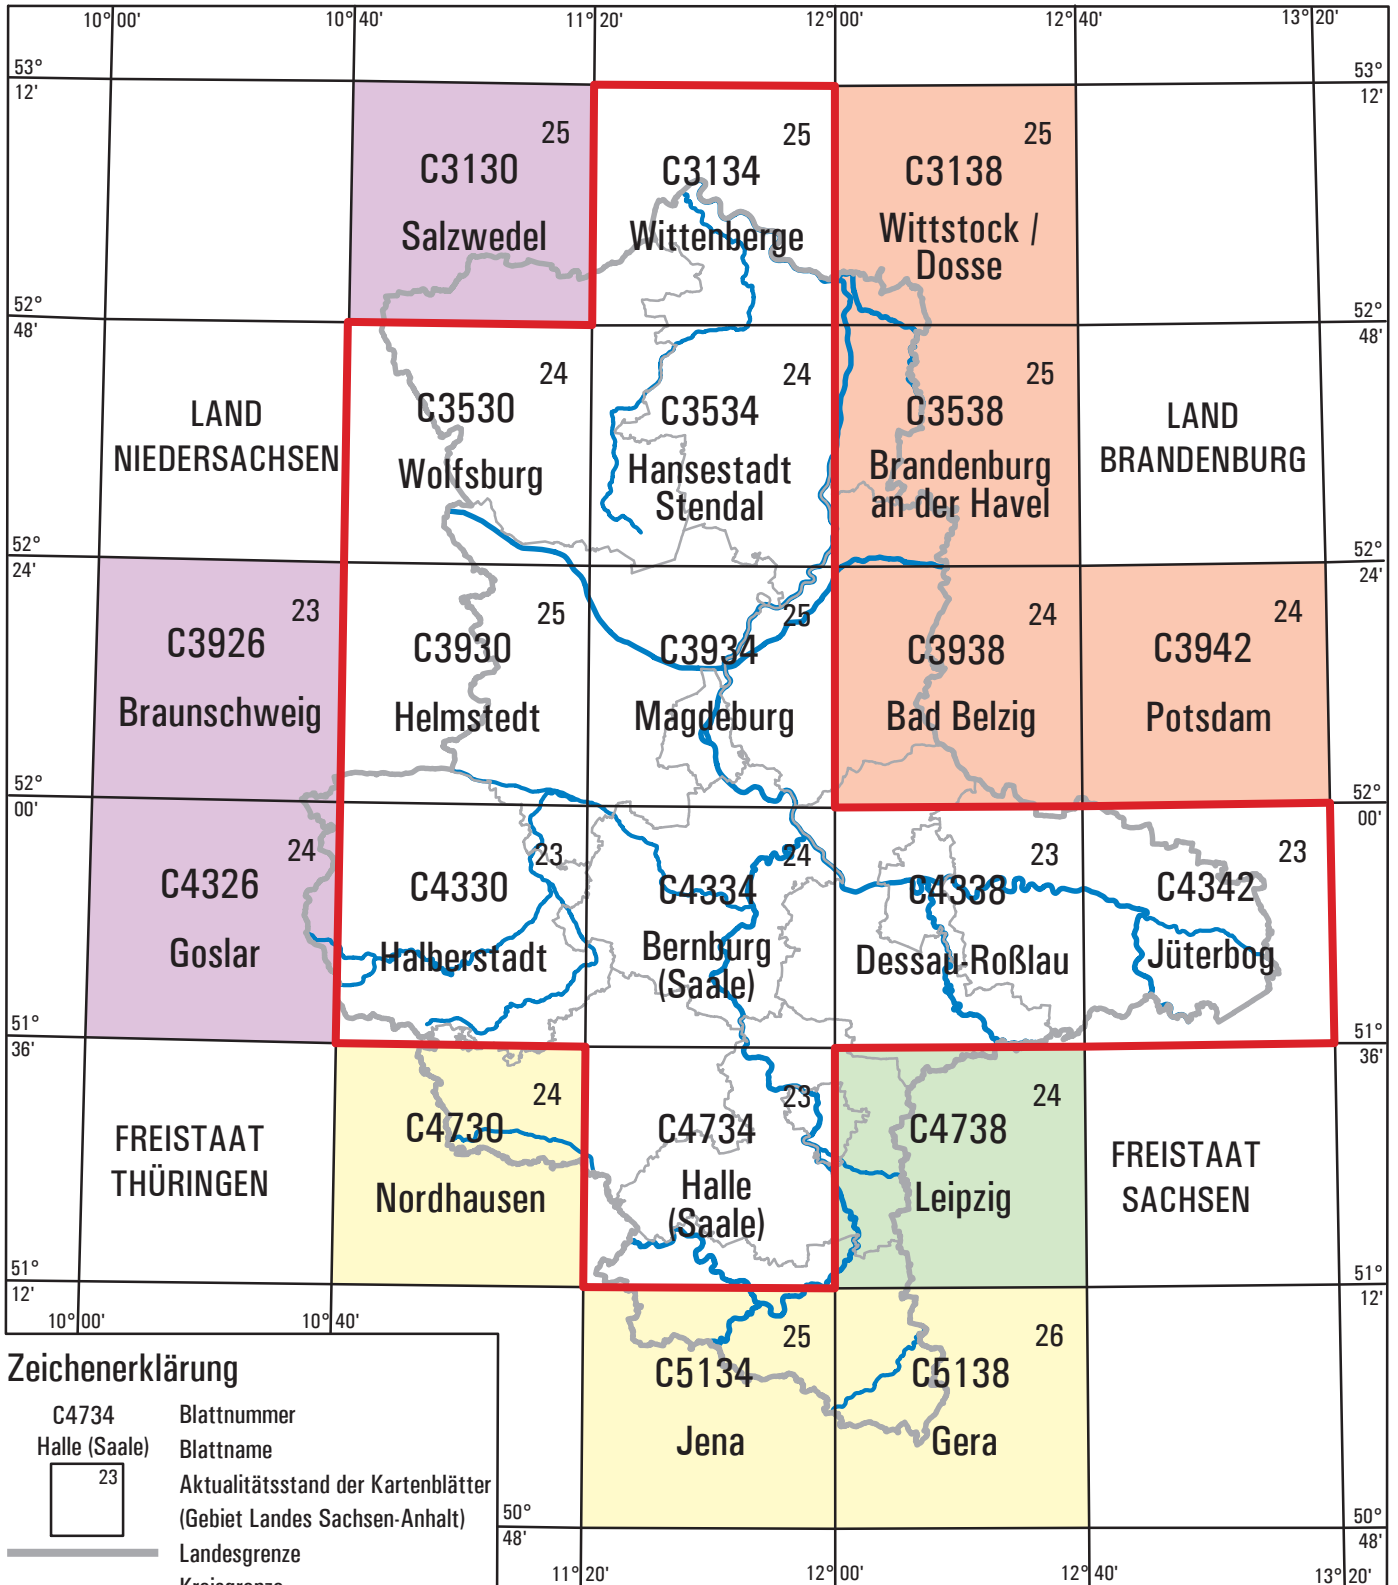 10°00' 10°40' 11°20' 12°00' 12°40' 13°20'
53° 53°
12' 12'
25 25 25
C3130 C3134 C3138
Salzwedel Wittenberge Wittstock /
Dosse
52° 52°
48' 48'
24 24 25
C3530 C3534 C3538
LAND LAND
NIEDERSACHSEN BRANDENBURG
Wolfsburg Hansestadt Brandenburg
Stendal an der Havel
52° 52°
24' 24'
23 25 25 24 24
C3926 C3930 C3934 C3938 C3942
Braunschweig Helmstedt Magdeburg Bad Belzig Potsdam
52° 52°
00' 00'
24 23 24 23 23
C4326 C4330 C4334 C4338 C4342
Goslar Halberstadt Bernburg Dessau-Roßlau Jüterbog
(Saale)
51° 51°
36' 36'
24 23 24
C4730 C4734 C4738
FREISTAAT FREISTAAT
THÜRINGEN SACHSEN
Nordhausen Halle Leipzig
(Saale)
51° 51°
12' 12'
10°00' 10°40'
25 26
C5134 C5138
Jena Gera
Zeichenerklärung
C4734 Blattnummer
Halle (Saale) Blattname
23 Aktualitätsstand der Kartenblätter
(Gebiet Landes Sachsen-Anhalt)
Landesgrenze
Kreisgrenze
50° 50°
48' 48'
11°20' 12°00' 12°40' 13°20'